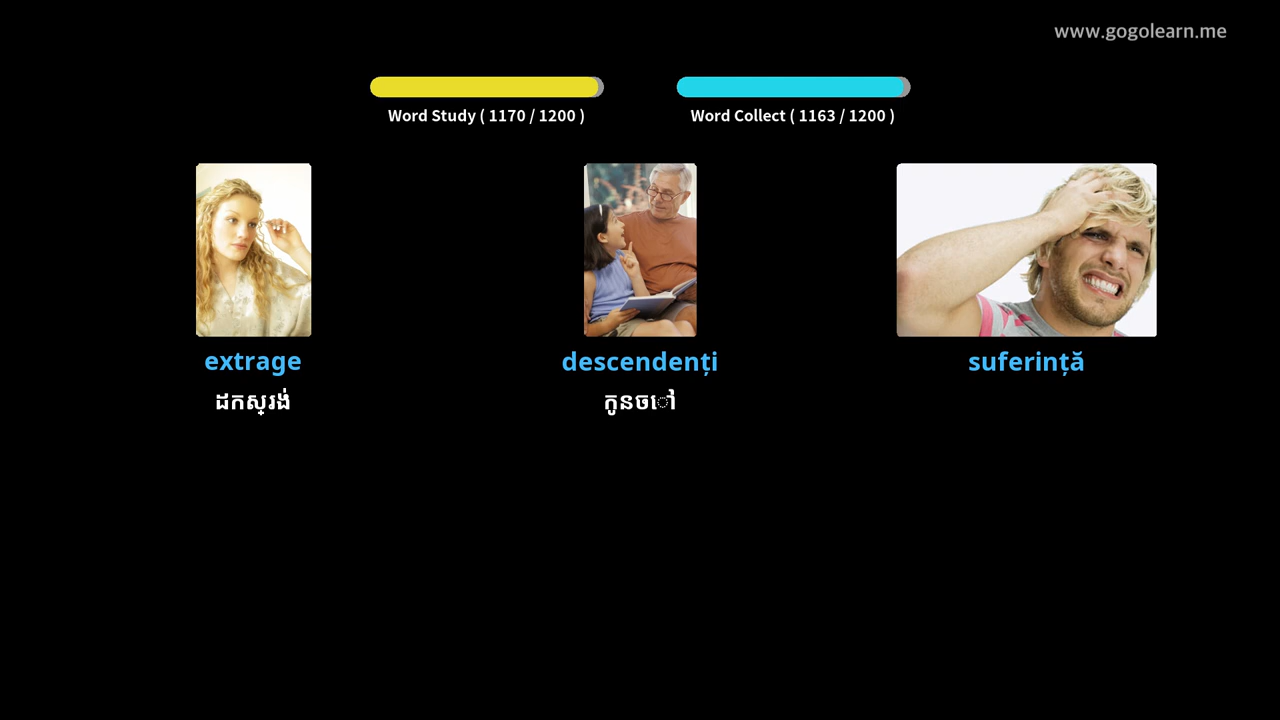 www.gogolearn.me
Word Study ( 1170 / 1200 )
Word Collect ( 1163 / 1200 )
extrage
descendenți
suferință
ដកស្រង់
កូនចៅ